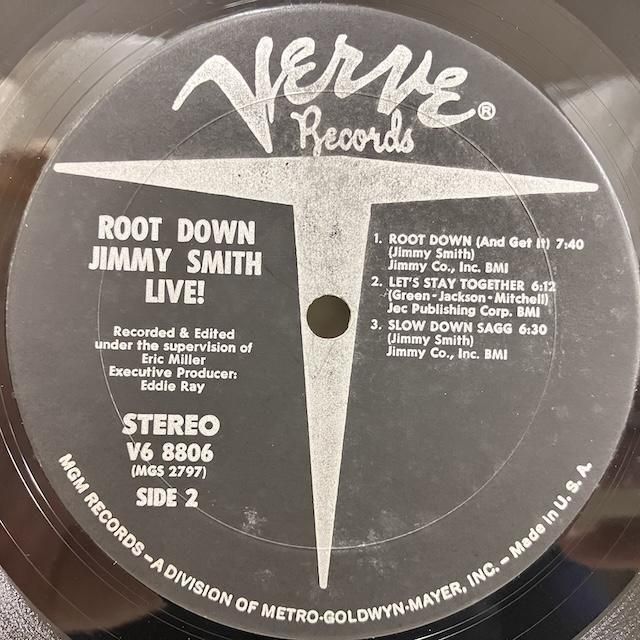 VERVE®
Records
ROOT DOWN
JIMMY SMITH
LIVE!
Recorded & Edited
under the supervision of
Eric Miller
Executive Producer:
Eddie Ray
STEREO
V6 8806
(MGS 2797)
SIDE 2
1. ROOT DOWN (And Get It) 7:40
(Jimmy Smith)
Jimmy Co., Inc. BMI
2. LET'S STAY TOGETHER 6:12
(Green-Jackson-Mitchell)
Jec Publishing Corp. BMI
3. SLOW DOWN SAGG 6:30
(Jimmy Smith)
Jimmy Co., Inc. BMI
MGM RECORDS – A DIVISION OF METRO-GOLDWYN-MAYER, INC. – Made in U. S. A.